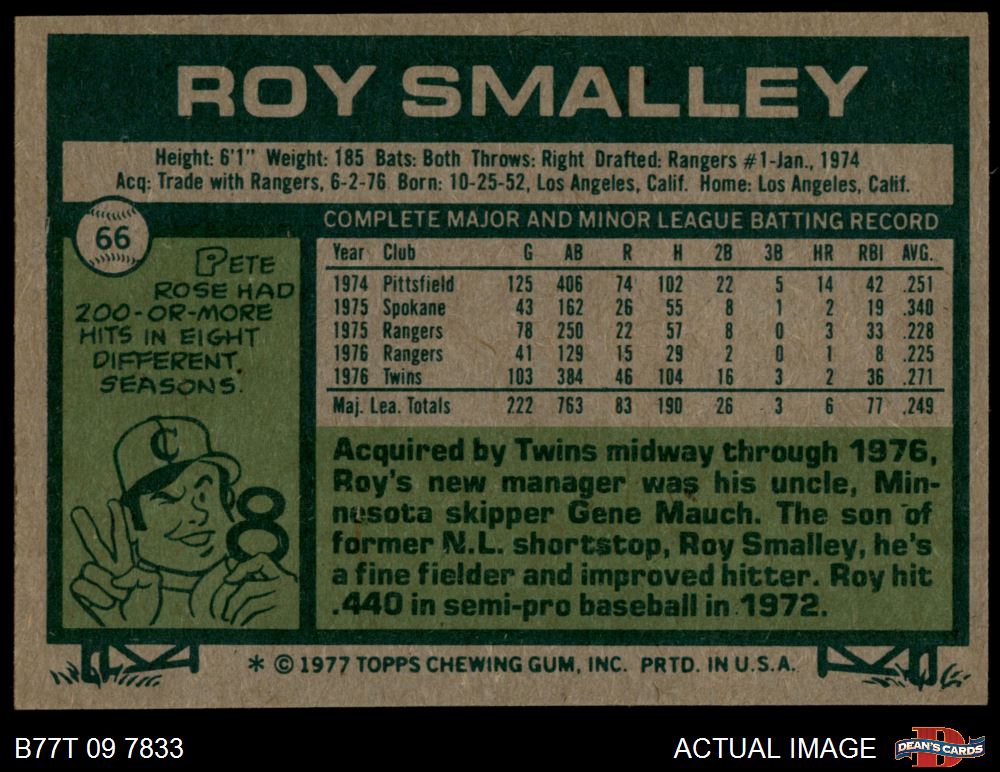 ROY SMALLEY
Height: 6'1" Weight: 185 Bats: Both Throws: Right Drafted: Rangers #1-Jan., 1974
Acq: Trade with Rangers, 6-2-76 Born: 10-25-52, Los Angeles, Calif. Home: Los Angeles, Calif.
66
PETE
ROSE HAD
200-OR-MORE
HITS IN EIGHT
DIFFERENT
SEASONS.
C
8
COMPLETE MAJOR AND MINOR LEAGUE BATTING RECORD
Year Club G AB R H 2B 3B HR RBI AVG.
1974 Pittsfield 125 406 74 102 22 5 14 42 .251
1975 Spokane 43 162 26 55 8 1 2 19 .340
1975 Rangers 78 250 22 57 8 0 3 33 .228
1976 Rangers 41 129 15 29 2 0 1 8 .225
1976 Twins 103 384 46 104 16 3 2 36 .271
Maj. Lea. Totals 222 763 83 190 26 3 6 77 .249
Acquired by Twins midway through 1976,
Roy's new manager was his uncle, Min-
nesota skipper Gene Mauch. The son of
former N.L. shortstop, Roy Smalley, he's
a fine fielder and improved hitter. Roy hit
.440 in semi-pro baseball in 1972.
* © 1977 TOPPS CHEWING GUM, INC. PRTD. IN U.S.A.
B77T 09 7833
ACTUAL IMAGE
D
DEAN'S CARDS